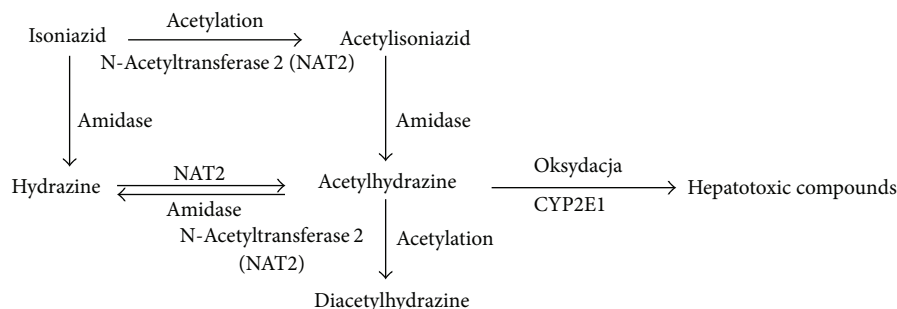 Acetylation
Isoniazid
Acetylisoniazid
N-Acetyltransferase 2 (NAT2)
Amidase
Amidase
NAT2
Oksydacja
Hydrazine
Acetylhydrazine
Hepatotoxic compounds
Amidase
CYP2E1
N-Acetyltransferase 2
(NAT2)
Acetylation
Diacetylhydrazine